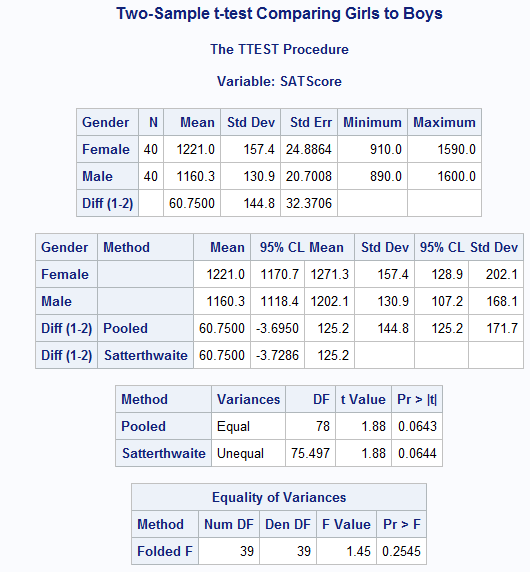 Two-Sample t-test Comparing Girls to Boys
The TTEST Procedure
Variable: SATScore
Gender N Mean Std Dev Std Err Minimum Maximum
Female 40 1221.0 157.4 24.8864 910.0 1590.0
Male 40 1160.3 130.9 20.7008 890.0 1600.0
Diff (1-2) 60.7500 144.8 32.3706
Gender Method Mean 95% CL Mean Std Dev 95% CL Std Dev
Female 1221.0 1170.7 1271.3 157.4 128.9 202.1
Male 1160.3 1118.4 1202.1 130.9 107.2 168.1
Diff (1-2) Pooled 60.7500 -3.6950 125.2 144.8 125.2 171.7
Diff (1-2) Satterthwaite 60.7500 -3.7286 125.2
Method Variances DF t Value Pr > |t|
Pooled Equal 78 1.88 0.0643
Satterthwaite Unequal 75.497 1.88 0.0644
Equality of Variances
Method Num DF Den DF F Value Pr > F
Folded F 39 39 1.45 0.2545